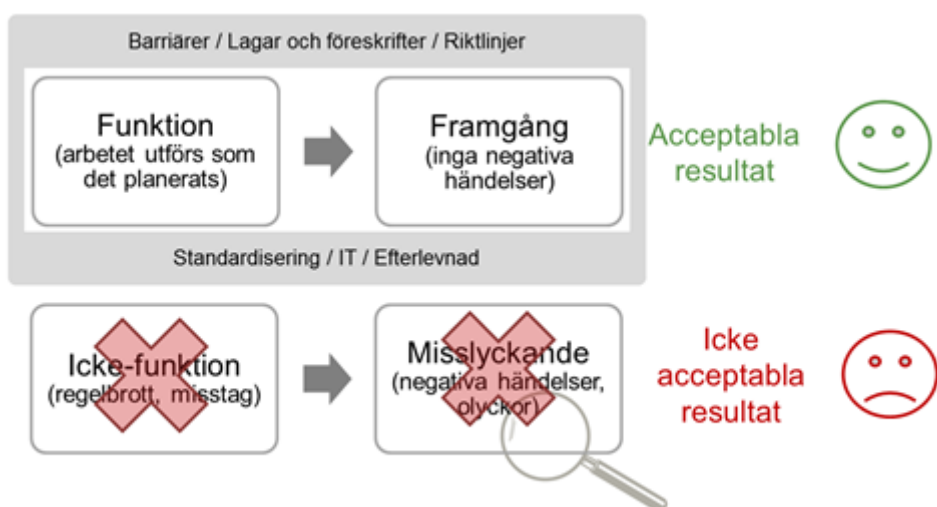 Barriärer / Lagar och föreskrifter / Riktlinjer
Funktion
(arbetet utförs som
det planerats)
Framgång
(inga negativa
händelser)
Acceptabla
resultat
Standardisering / IT / Efterlevnad
Icke-funktion
(regelbrott, misstag)
Misslyckande
(negativa händelser,
olyckor)
Icke
acceptabla
resultat